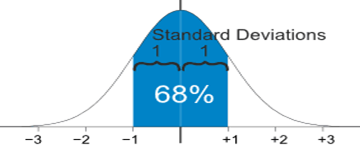 Standard Deviations
1 1
68%
−3 −2 −1 0 +1 +2 +3